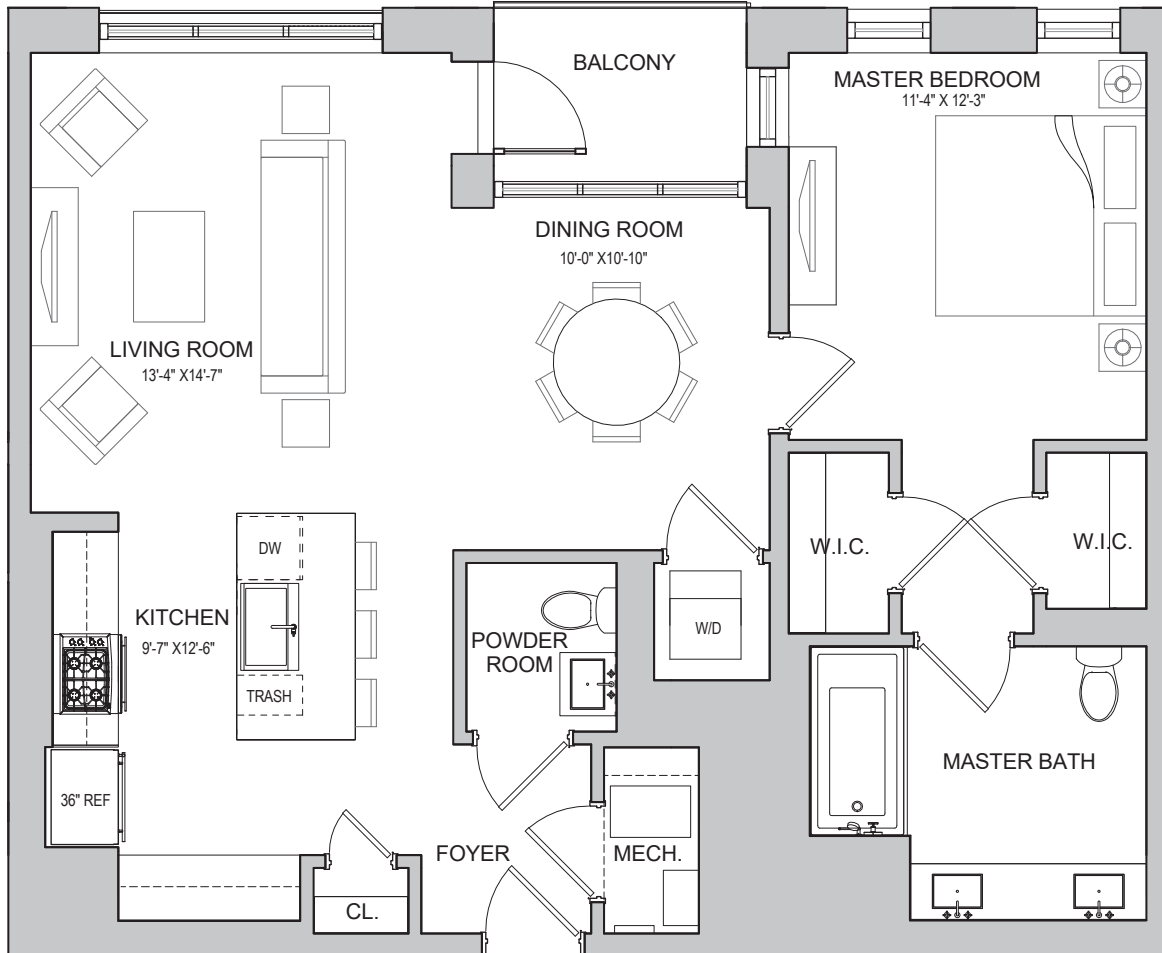 BALCONY
MASTER BEDROOM
11'-4" X 12'-3"
DINING ROOM
10'-0" X10'-10"
LIVING ROOM
13'-4" X14'-7"
DW
W.I.C.
W.I.C.
KITCHEN
9'-7" X12'-6"
POWDER
ROOM
W/D
TRASH
MASTER BATH
36" REF
FOYER
MECH.
CL.